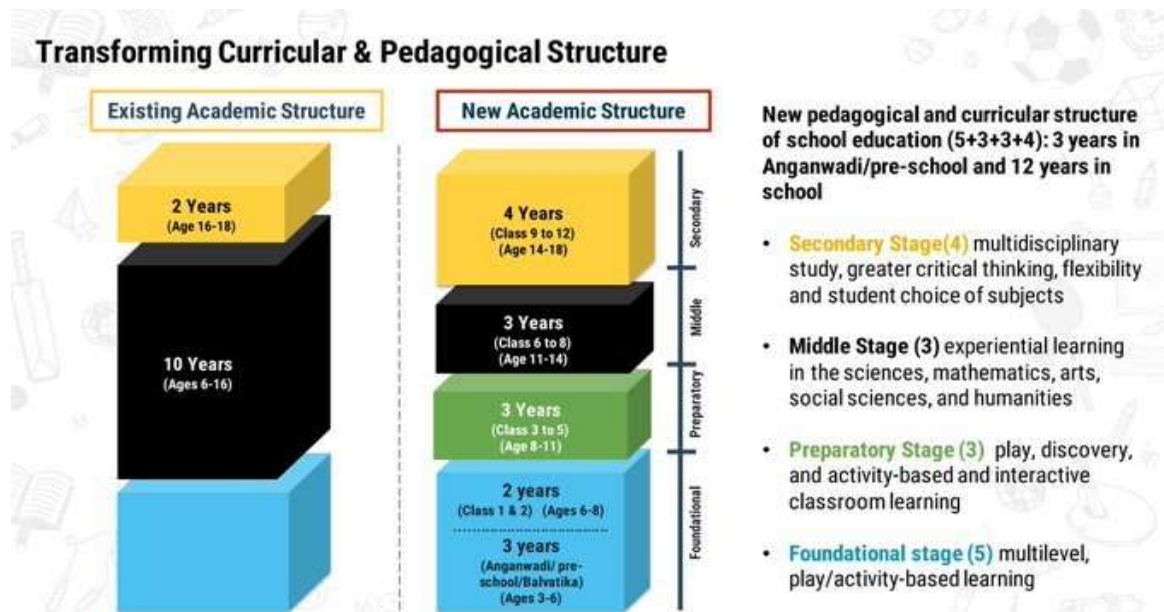 Transforming Curricular & Pedagogical Structure
Existing Academic Structure
2 Years
(Age 16-18)
10 Years
(Ages 6-16)
New Academic Structure
4 Years
(Class 9 to 12)
(Age 14-18)
Secondary
3 Years
(Class 6 to 8)
(Age 11-14)
Middle
3 Years
(Class 3 to 5)
(Age 8-11)
Preparatory
2 years
(Class 1 & 2) (Ages 6-8)
3 years
(Anganwadi/ pre-
school/Balvatika)
(Ages 3-6)
Foundational
New pedagogical and curricular structure
of school education (5+3+3+4): 3 years in
Anganwadi/pre-school and 12 years in
school
• Secondary Stage(4) multidisciplinary
study, greater critical thinking, flexibility
and student choice of subjects
• Middle Stage (3) experiential learning
in the sciences, mathematics, arts,
social sciences, and humanities
• Preparatory Stage (3) play, discovery,
and activity-based and interactive
classroom learning
• Foundational stage (5) multilevel,
play/activity-based learning